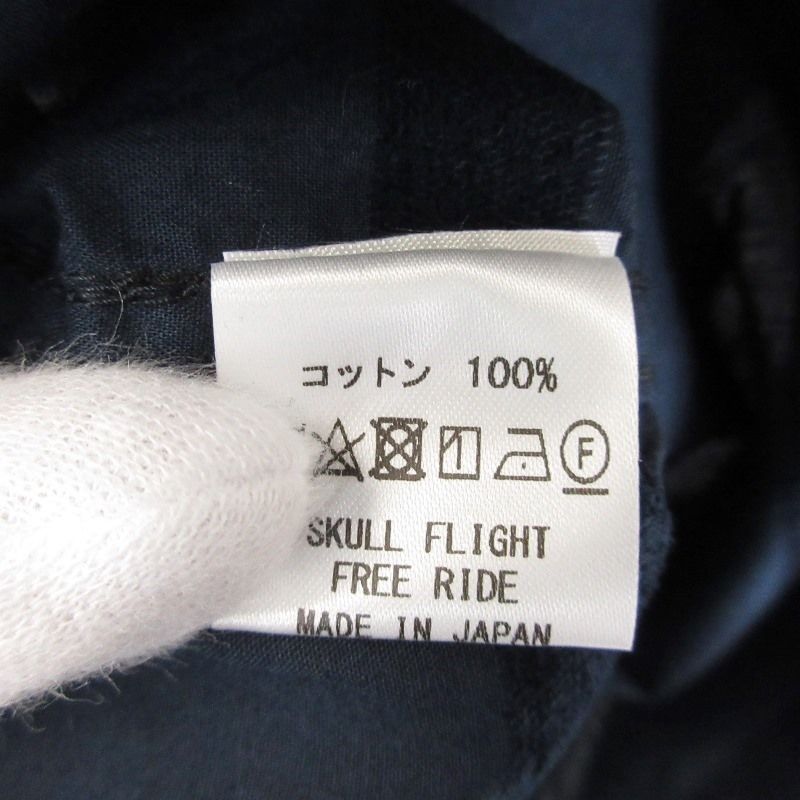 コットン 100%
F
SKULL FLIGHT
FREE RIDE
MADE IN JAPAN